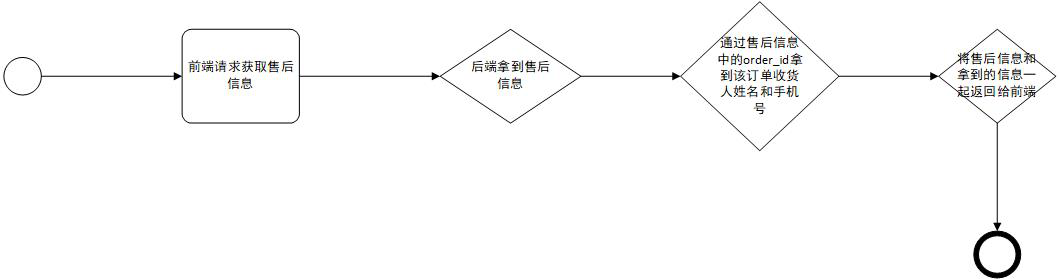 前端请求获取售后
信息
后端拿到售后
信息
通过售后信息
中的order_id拿
到该订单收货
人姓名和手机
号
将售后信息和
拿到的信息一
起返回给前端